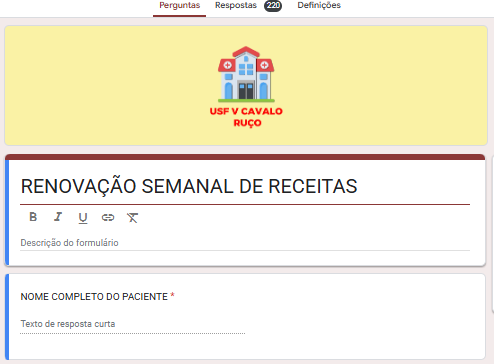 Perguntas Respostas 220 Definições
USF V CAVALO
RUÇO
RENOVAÇÃO SEMANAL DE RECEITAS
B I U
Descrição do formulário
NOME COMPLETO DO PACIENTE *
Texto de resposta curta